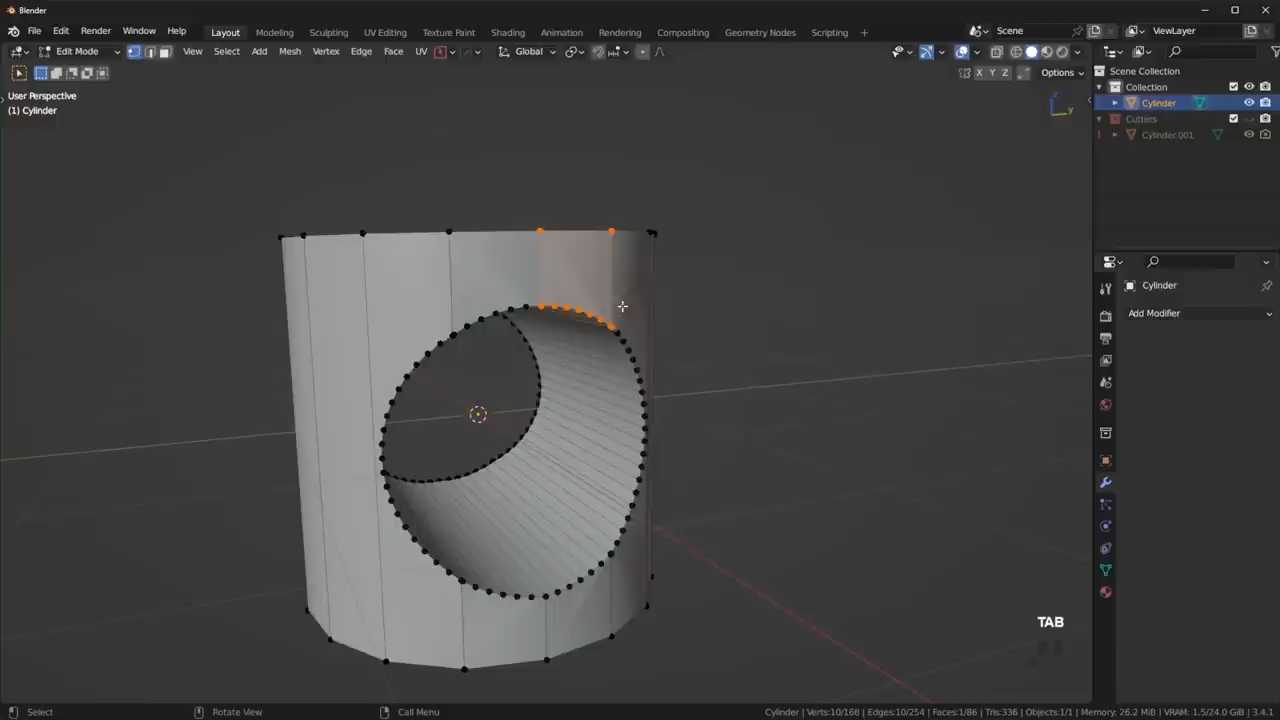 Blender
File Edit Render Window Help Layout Modeling Sculpting UV Editing Texture Paint Shading Animation Rendering Compositing Geometry Nodes Scripting + Scene ViewLayer
Edit Mode View Select Add Mesh Vertex Edge Face UV Global
X Y Z Options
User Perspective
(1) Cylinder
Scene Collection
Collection
Cylinder
Cutters
Cylinder.001
Cylinder
Add Modifier
z
y
TAB
Select Rotate View Call Menu Cylinder | Verts:10/166 | Edges:10/254 | Faces:1/86 | Tris:336 | Objects:1/1 | Memory: 26.2 MiB | VRAM: 1.5/24.0 GiB | 3.4.1